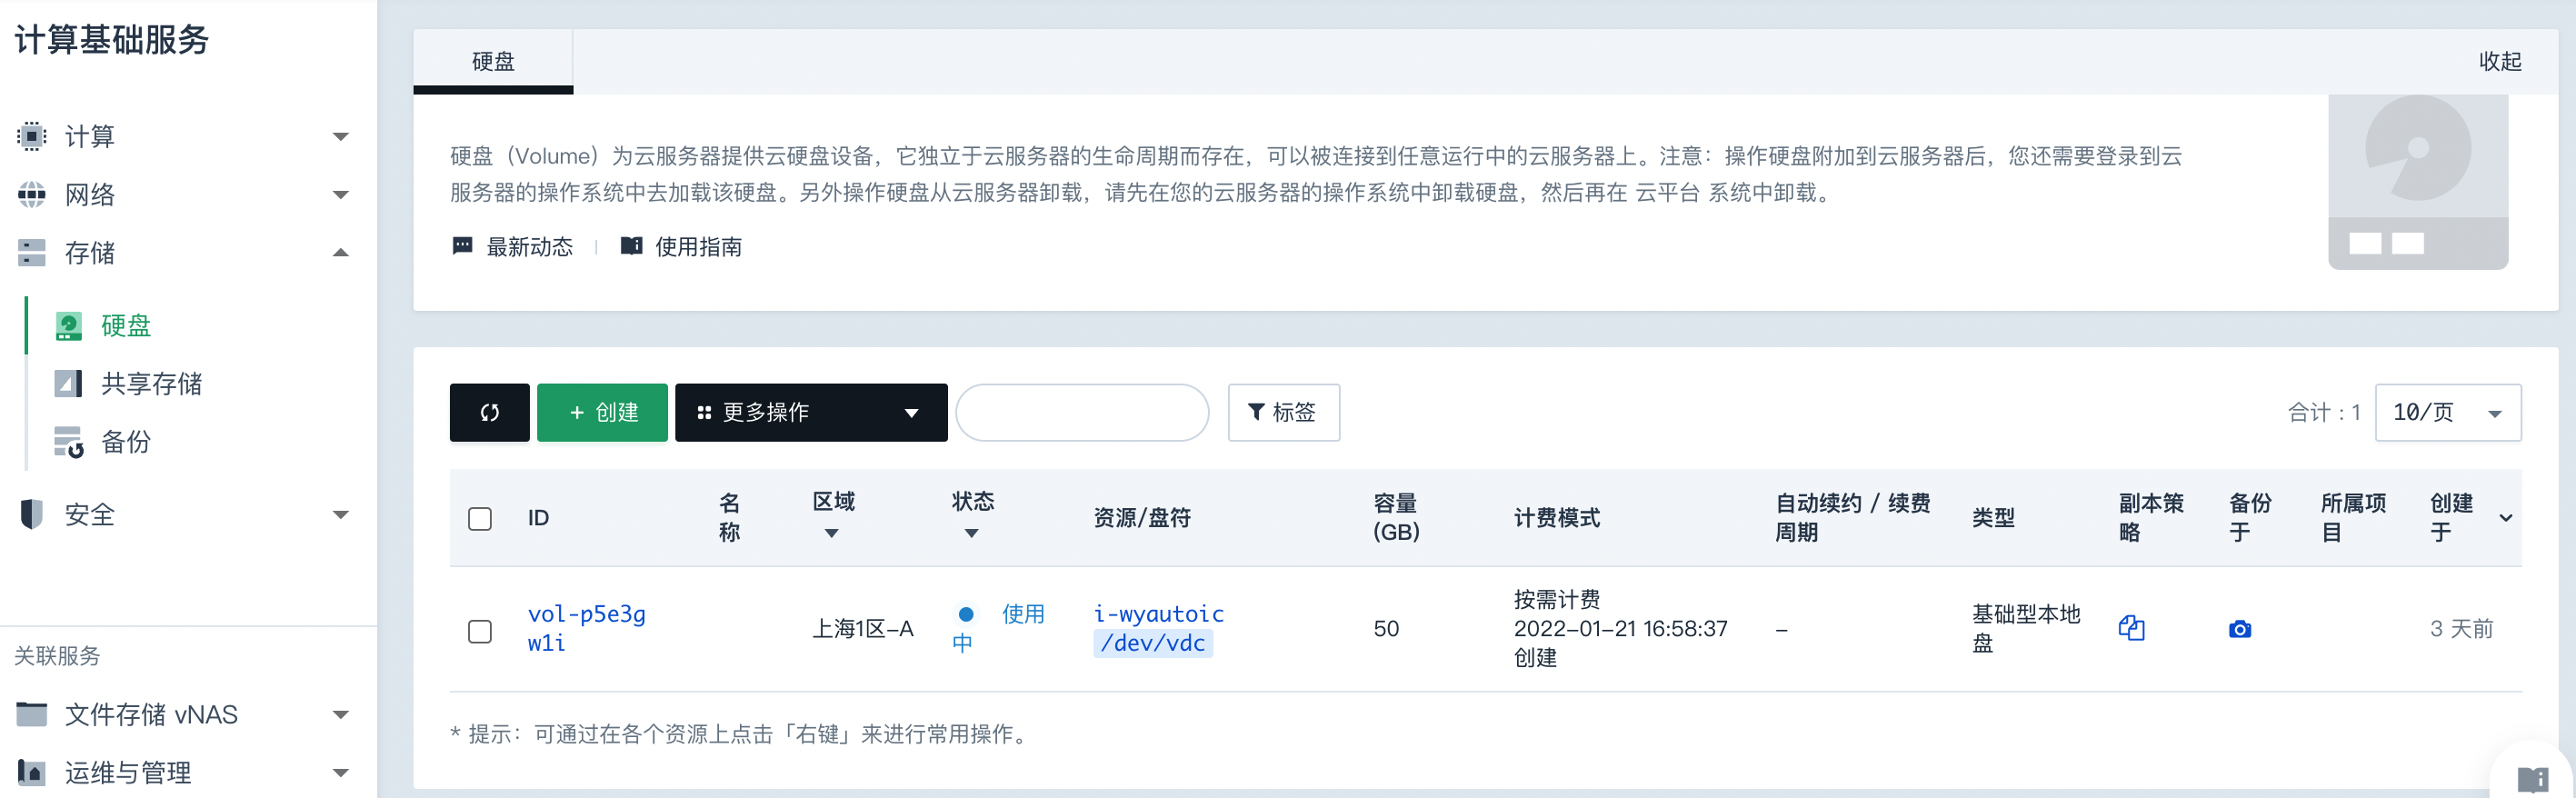 计算基础服务
计算
网络
存储
硬盘
共享存储
备份
安全
关联服务
文件存储 vNAS
运维与管理
硬盘
收起
硬盘（Volume）为云服务器提供云硬盘设备，它独立于云服务器的生命周期而存在，可以被连接到任意运行中的云服务器上。注意：操作硬盘附加到云服务器后，您还需要登录到云
服务器的操作系统中去加载该硬盘。另外操作硬盘从云服务器卸载，请先在您的云服务器的操作系统中卸载硬盘，然后再在 云平台 系统中卸载。
最新动态
使用指南
+ 创建
更多操作
标签
合计：1
10/页
ID
名
称
区域
状态
资源/盘符
容量
(GB)
计费模式
自动续约 / 续费
周期
类型
副本策
略
备份
于
所属项
目
创建
于
vol-p5e3g
w1i
上海1区-A
使用
中
i-wyautoic
/dev/vdc
50
按需计费
2022-01-21 16:58:37
创建
–
基础型本地
盘
3 天前
* 提示：可通过在各个资源上点击「右键」来进行常用操作。